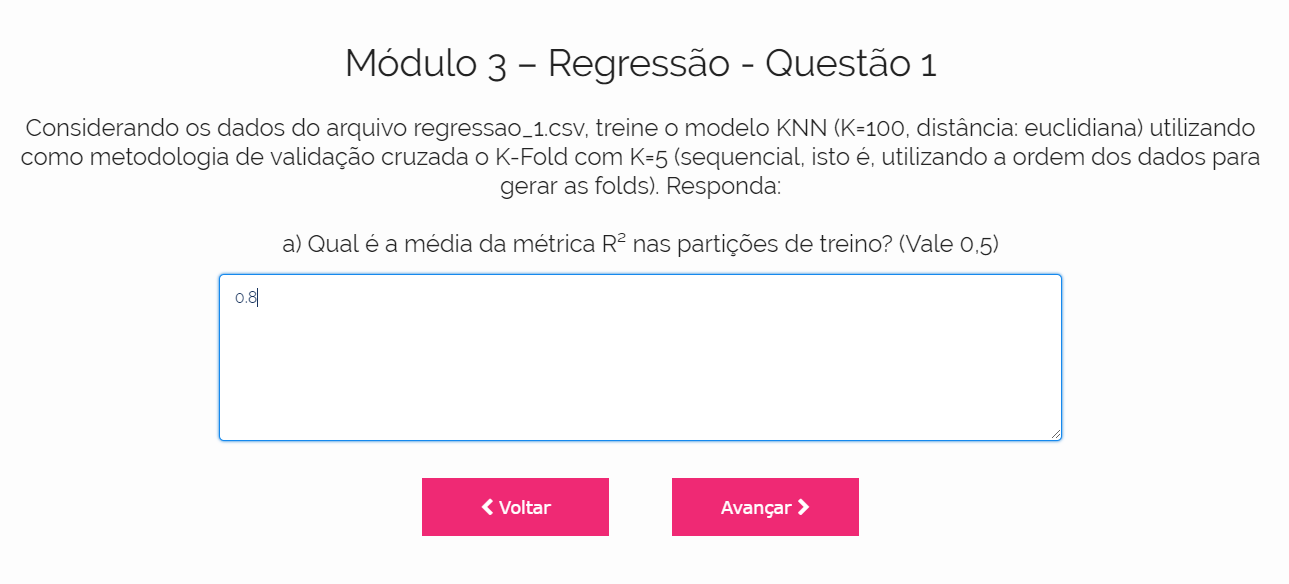 Módulo 3 – Regressão - Questão 1
Considerando os dados do arquivo regressao_1.csv, treine o modelo KNN (K=100, distância: euclidiana) utilizando
como metodologia de validação cruzada o K-Fold com K=5 (sequencial, isto é, utilizando a ordem dos dados para
gerar as folds). Responda:
a) Qual é a média da métrica R² nas partições de treino? (Vale 0,5)
0.8
Voltar
Avançar